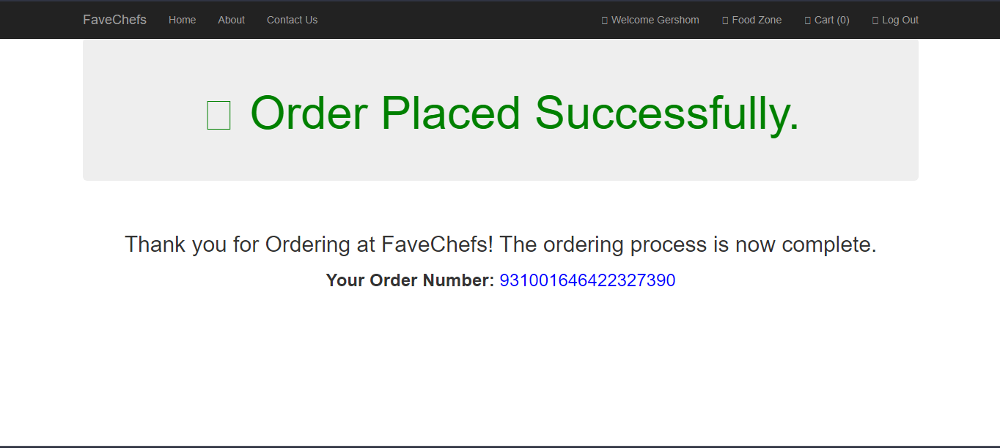 FaveChefs Home About Contact Us Welcome Gershom Food Zone Cart (0) Log Out
Order Placed Successfully.
Thank you for Ordering at FaveChefs! The ordering process is now complete.
Your Order Number: 931001646422327390